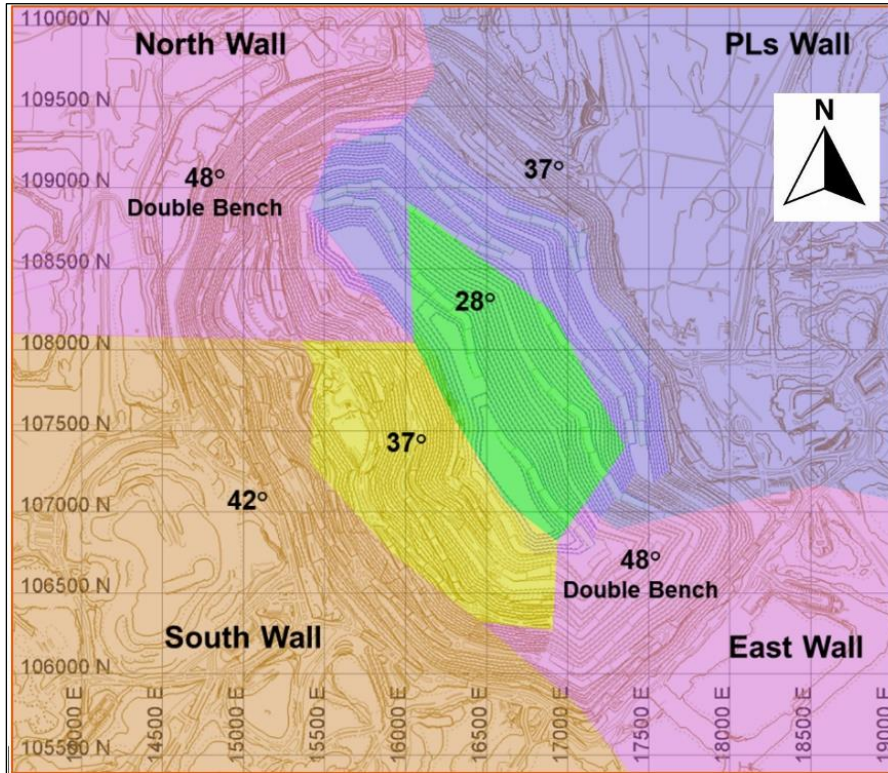 110000 N
North Wall
PLs Wall
109500 N
N
37°
109000 N
48°
Double Bench
108500 N
28°
108000 N
107500 N
37°
107000 N
42°
48°
Double Bench
106500 N
South Wall
East Wall
106000 N
105500 N
14000 E
14500 E
15000 E
15500 E
16000 E
16500 E
17000 E
17500 E
18000 E
18500 E
19000 E